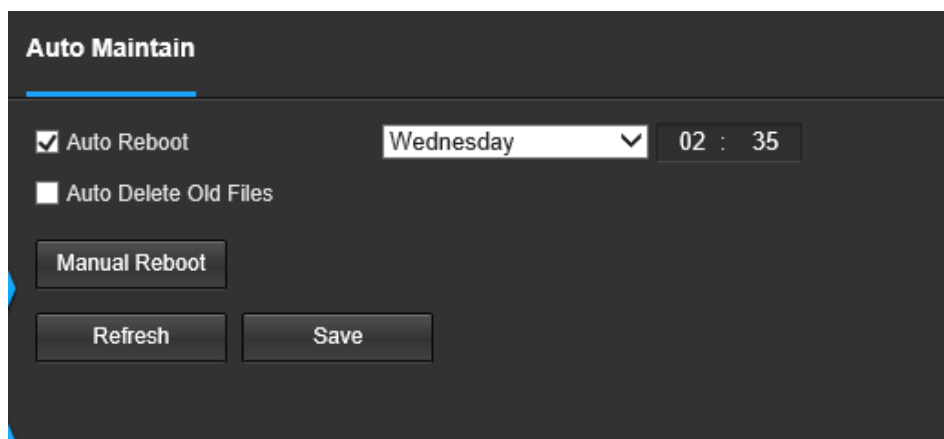 Auto Maintain
Auto Reboot Wednesday 02 : 35
Auto Delete Old Files
Manual Reboot
Refresh Save